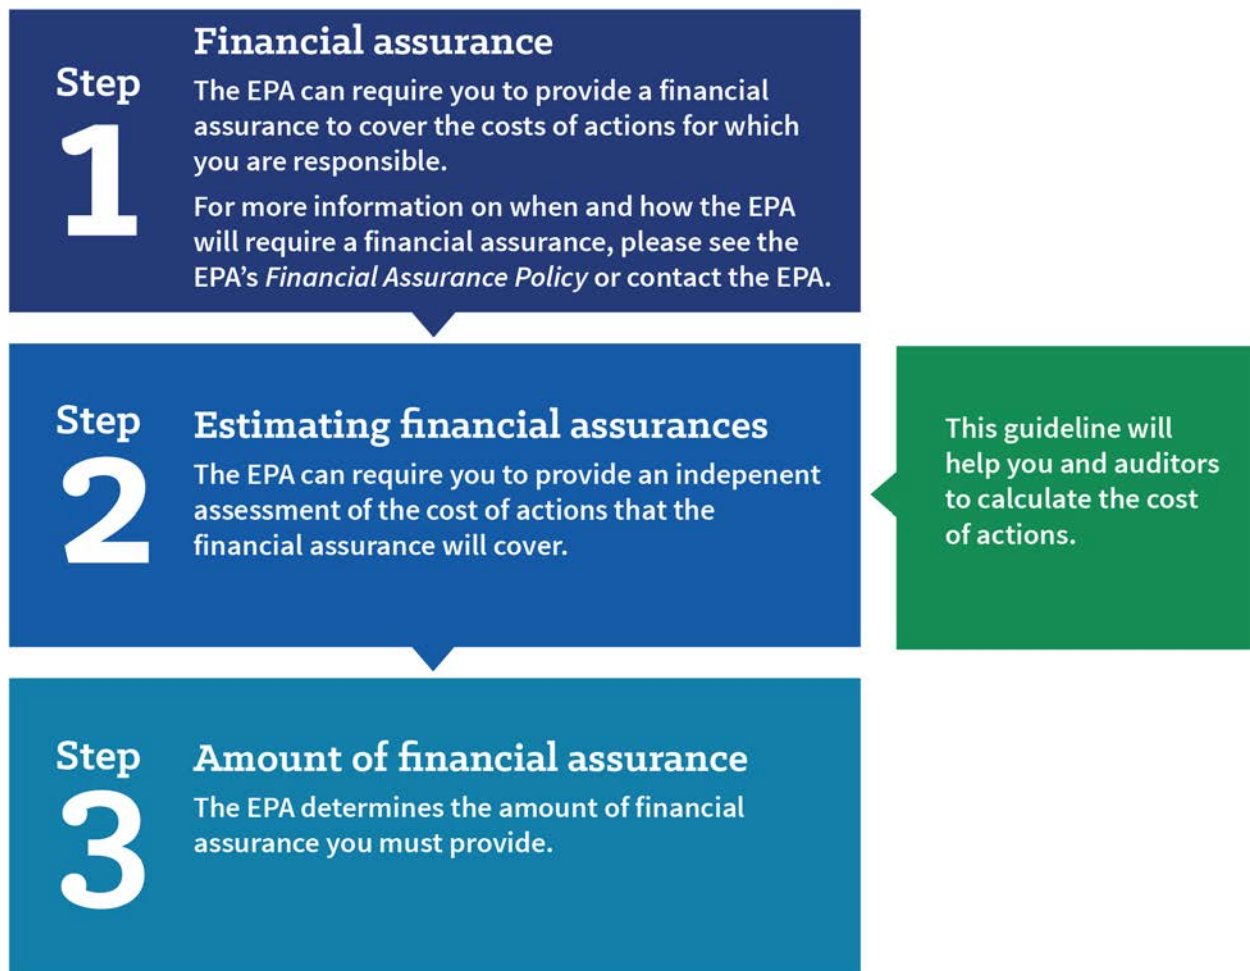 Step
1
Financial assurance
The EPA can require you to provide a financial
assurance to cover the costs of actions for which
you are responsible.
For more information on when and how the EPA
will require a financial assurance, please see the
EPA’s Financial Assurance Policy or contact the EPA.
Step
2
Estimating financial assurances
The EPA can require you to provide an indepenent
assessment of the cost of actions that the
financial assurance will cover.
This guideline will
help you and auditors
to calculate the cost
of actions.
Step
3
Amount of financial assurance
The EPA determines the amount of financial
assurance you must provide.